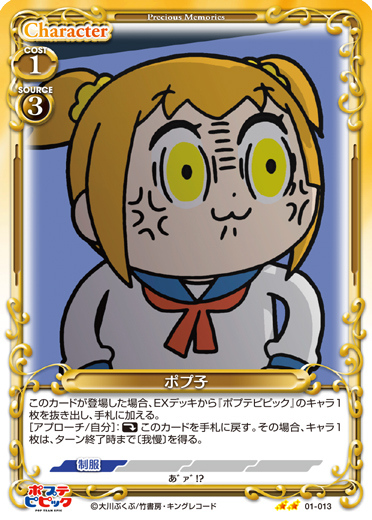 Precious Memories
Character
COST
1
SOURCE
3
ポプ子
このカードが登場した場合、EXデッキから『ポプテピピック』のキャラ1
枚を抜き出し、手札に加える。
[アプローチ/自分]: このカードを手札に戻す。その場合、キャラ1
枚は、ターン終了時まで[我慢]を得る。
制服
あ゛ァ゛!?
ポプテ
ピピック
POP TEAM EPIC
©大川ぶくぶ/竹書房・キングレコード
01-013